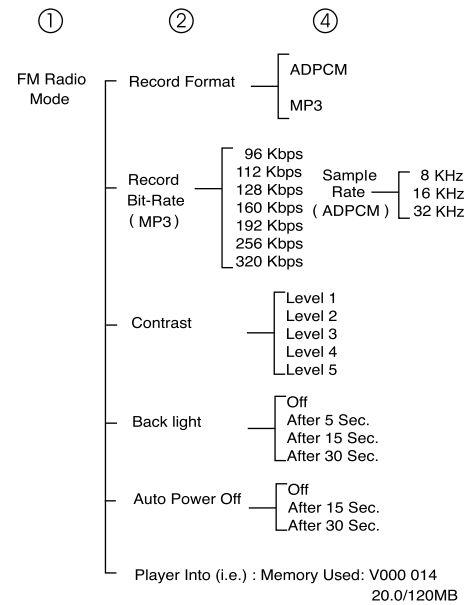 ① ② ④
FM Radio
Mode
Record Format
ADPCM
MP3
Record
Bit-Rate
( MP3 )
96 Kbps
112 Kbps
128 Kbps
160 Kbps
192 Kbps
256 Kbps
320 Kbps
Sample
Rate
( ADPCM )
8 KHz
16 KHz
32 KHz
Contrast
Level 1
Level 2
Level 3
Level 4
Level 5
Back light
Off
After 5 Sec.
After 15 Sec.
After 30 Sec.
Auto Power Off
Off
After 15 Sec.
After 30 Sec.
Player Into (i.e.) : Memory Used: V000 014
20.0/120MB